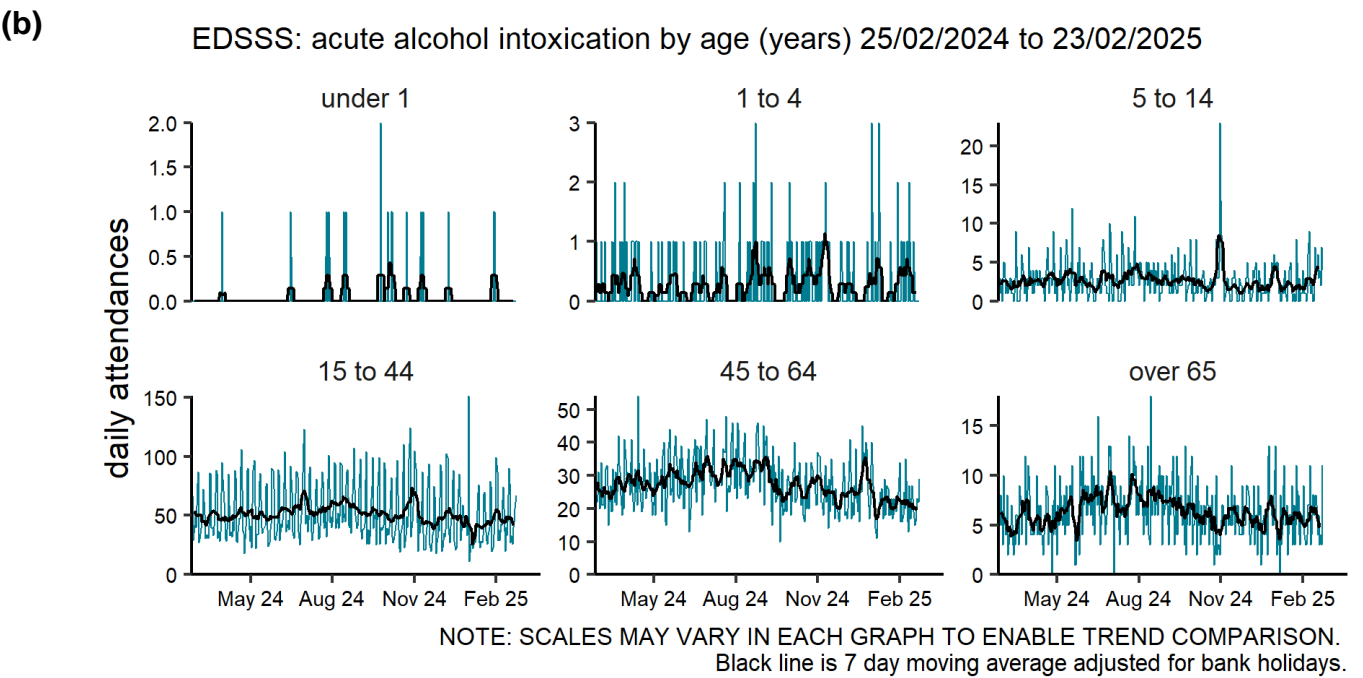 (b)
EDSSS: acute alcohol intoxication by age (years) 25/02/2024 to 23/02/2025
daily attendances
under 1
2.0
1.5
1.0
0.5
0.0
1 to 4
3
2
1
0
5 to 14
20
15
10
5
0
15 to 44
150
100
50
0
May 24 Aug 24 Nov 24 Feb 25
45 to 64
50
40
30
20
10
0
May 24 Aug 24 Nov 24 Feb 25
over 65
15
10
5
0
May 24 Aug 24 Nov 24 Feb 25
NOTE: SCALES MAY VARY IN EACH GRAPH TO ENABLE TREND COMPARISON.
Black line is 7 day moving average adjusted for bank holidays.